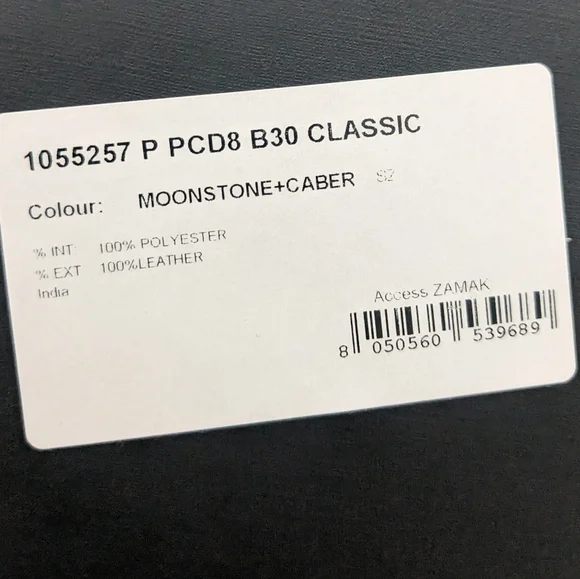 1055257 P PCD8 B30 CLASSIC
Colour: MOONSTONE+CABER S2
% INT 100% POLYESTER
% EXT 100%LEATHER
India
Access ZAMAK
8 050560 539689